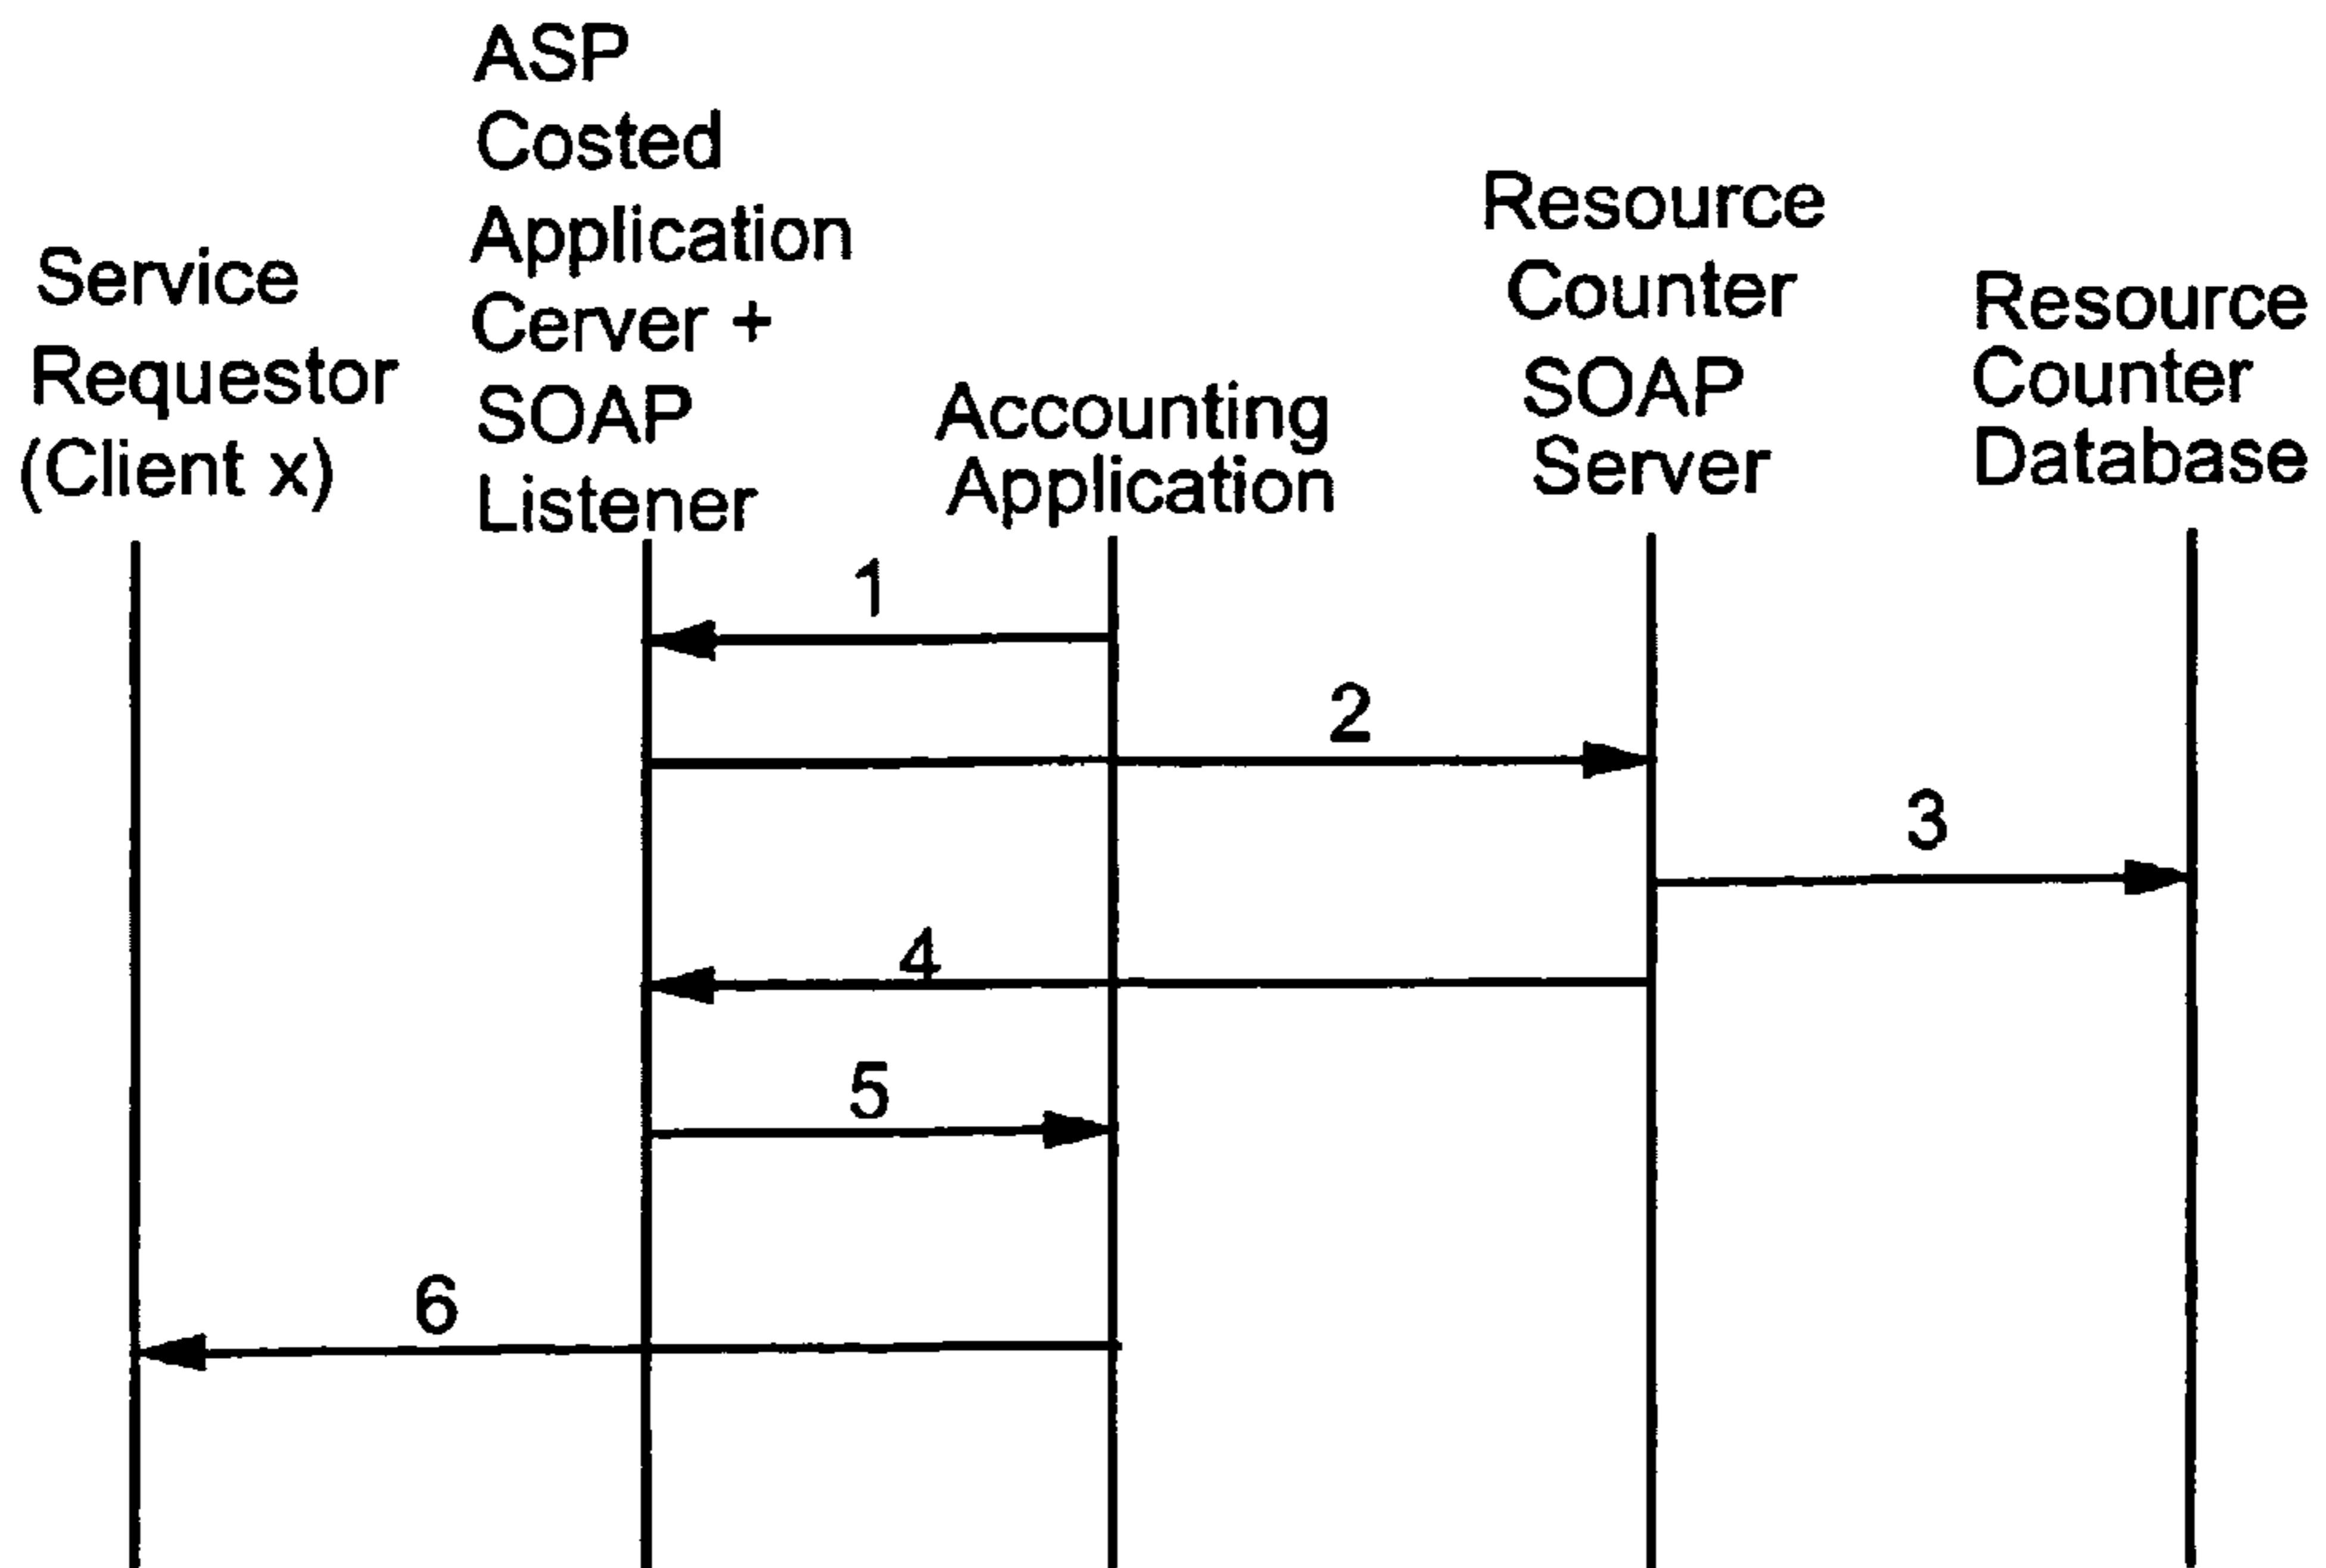 Service
Requestor
(Client x)
ASP
Costed
Application
Cerver +
SOAP
Listener
Accounting
Application
Resource
Counter
SOAP
Server
Resource
Counter
Database
1
2
3
4
5
6